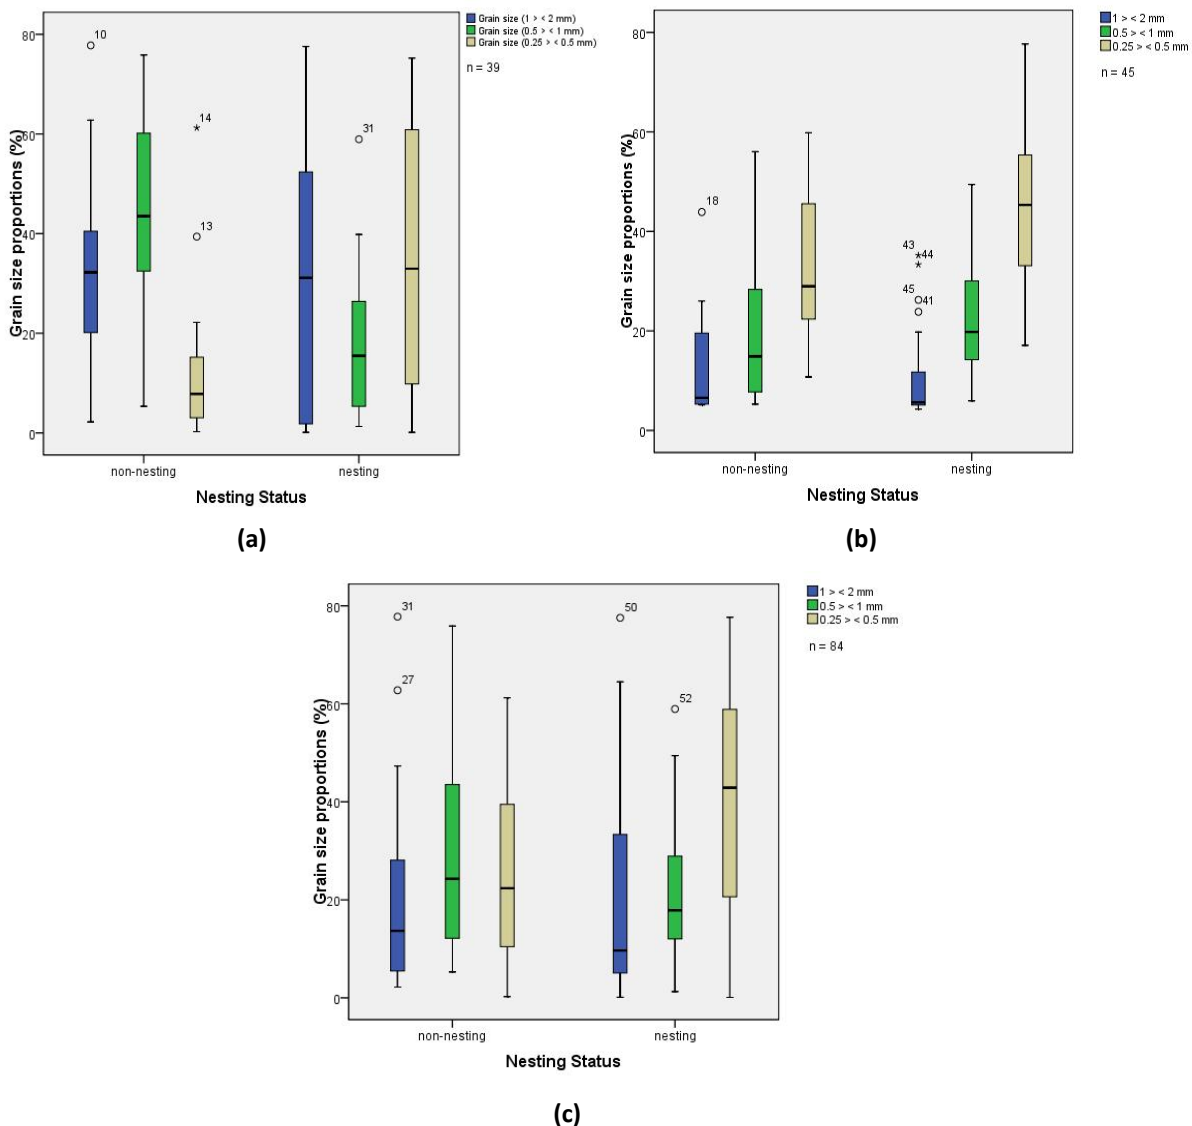 Grain size (1 > < 2 mm)
Grain size (0.5 > < 1 mm)
Grain size (0.25 > < 0.5 mm)
n = 39
Grain size proportions (%)
80
60
40
20
0
10
14
13
31
non-nesting
nesting
Nesting Status
(a)
1 > < 2 mm
0.5 > < 1 mm
0.25 > < 0.5 mm
n = 45
Grain size proportions (%)
80
60
40
20
0
18
43
44
45
41
non-nesting
nesting
Nesting Status
(b)
1 > < 2 mm
0.5 > < 1 mm
0.25 > < 0.5 mm
n = 84
Grain size proportions (%)
80
60
40
20
0
31
27
50
52
non-nesting
nesting
Nesting Status
(c)